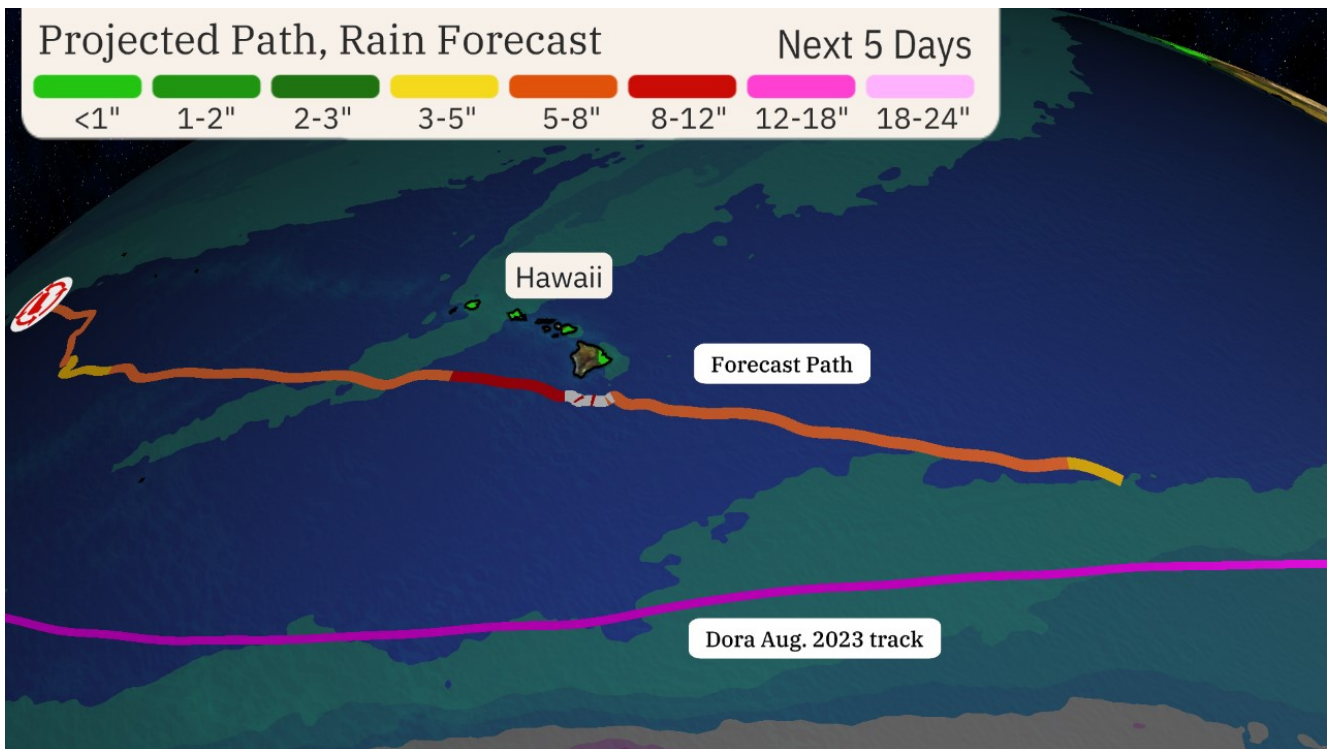 Projected Path, Rain Forecast
Next 5 Days
<1" 1-2" 2-3" 3-5" 5-8" 8-12" 12-18" 18-24"
Hawaii
Forecast Path
Dora Aug. 2023 track